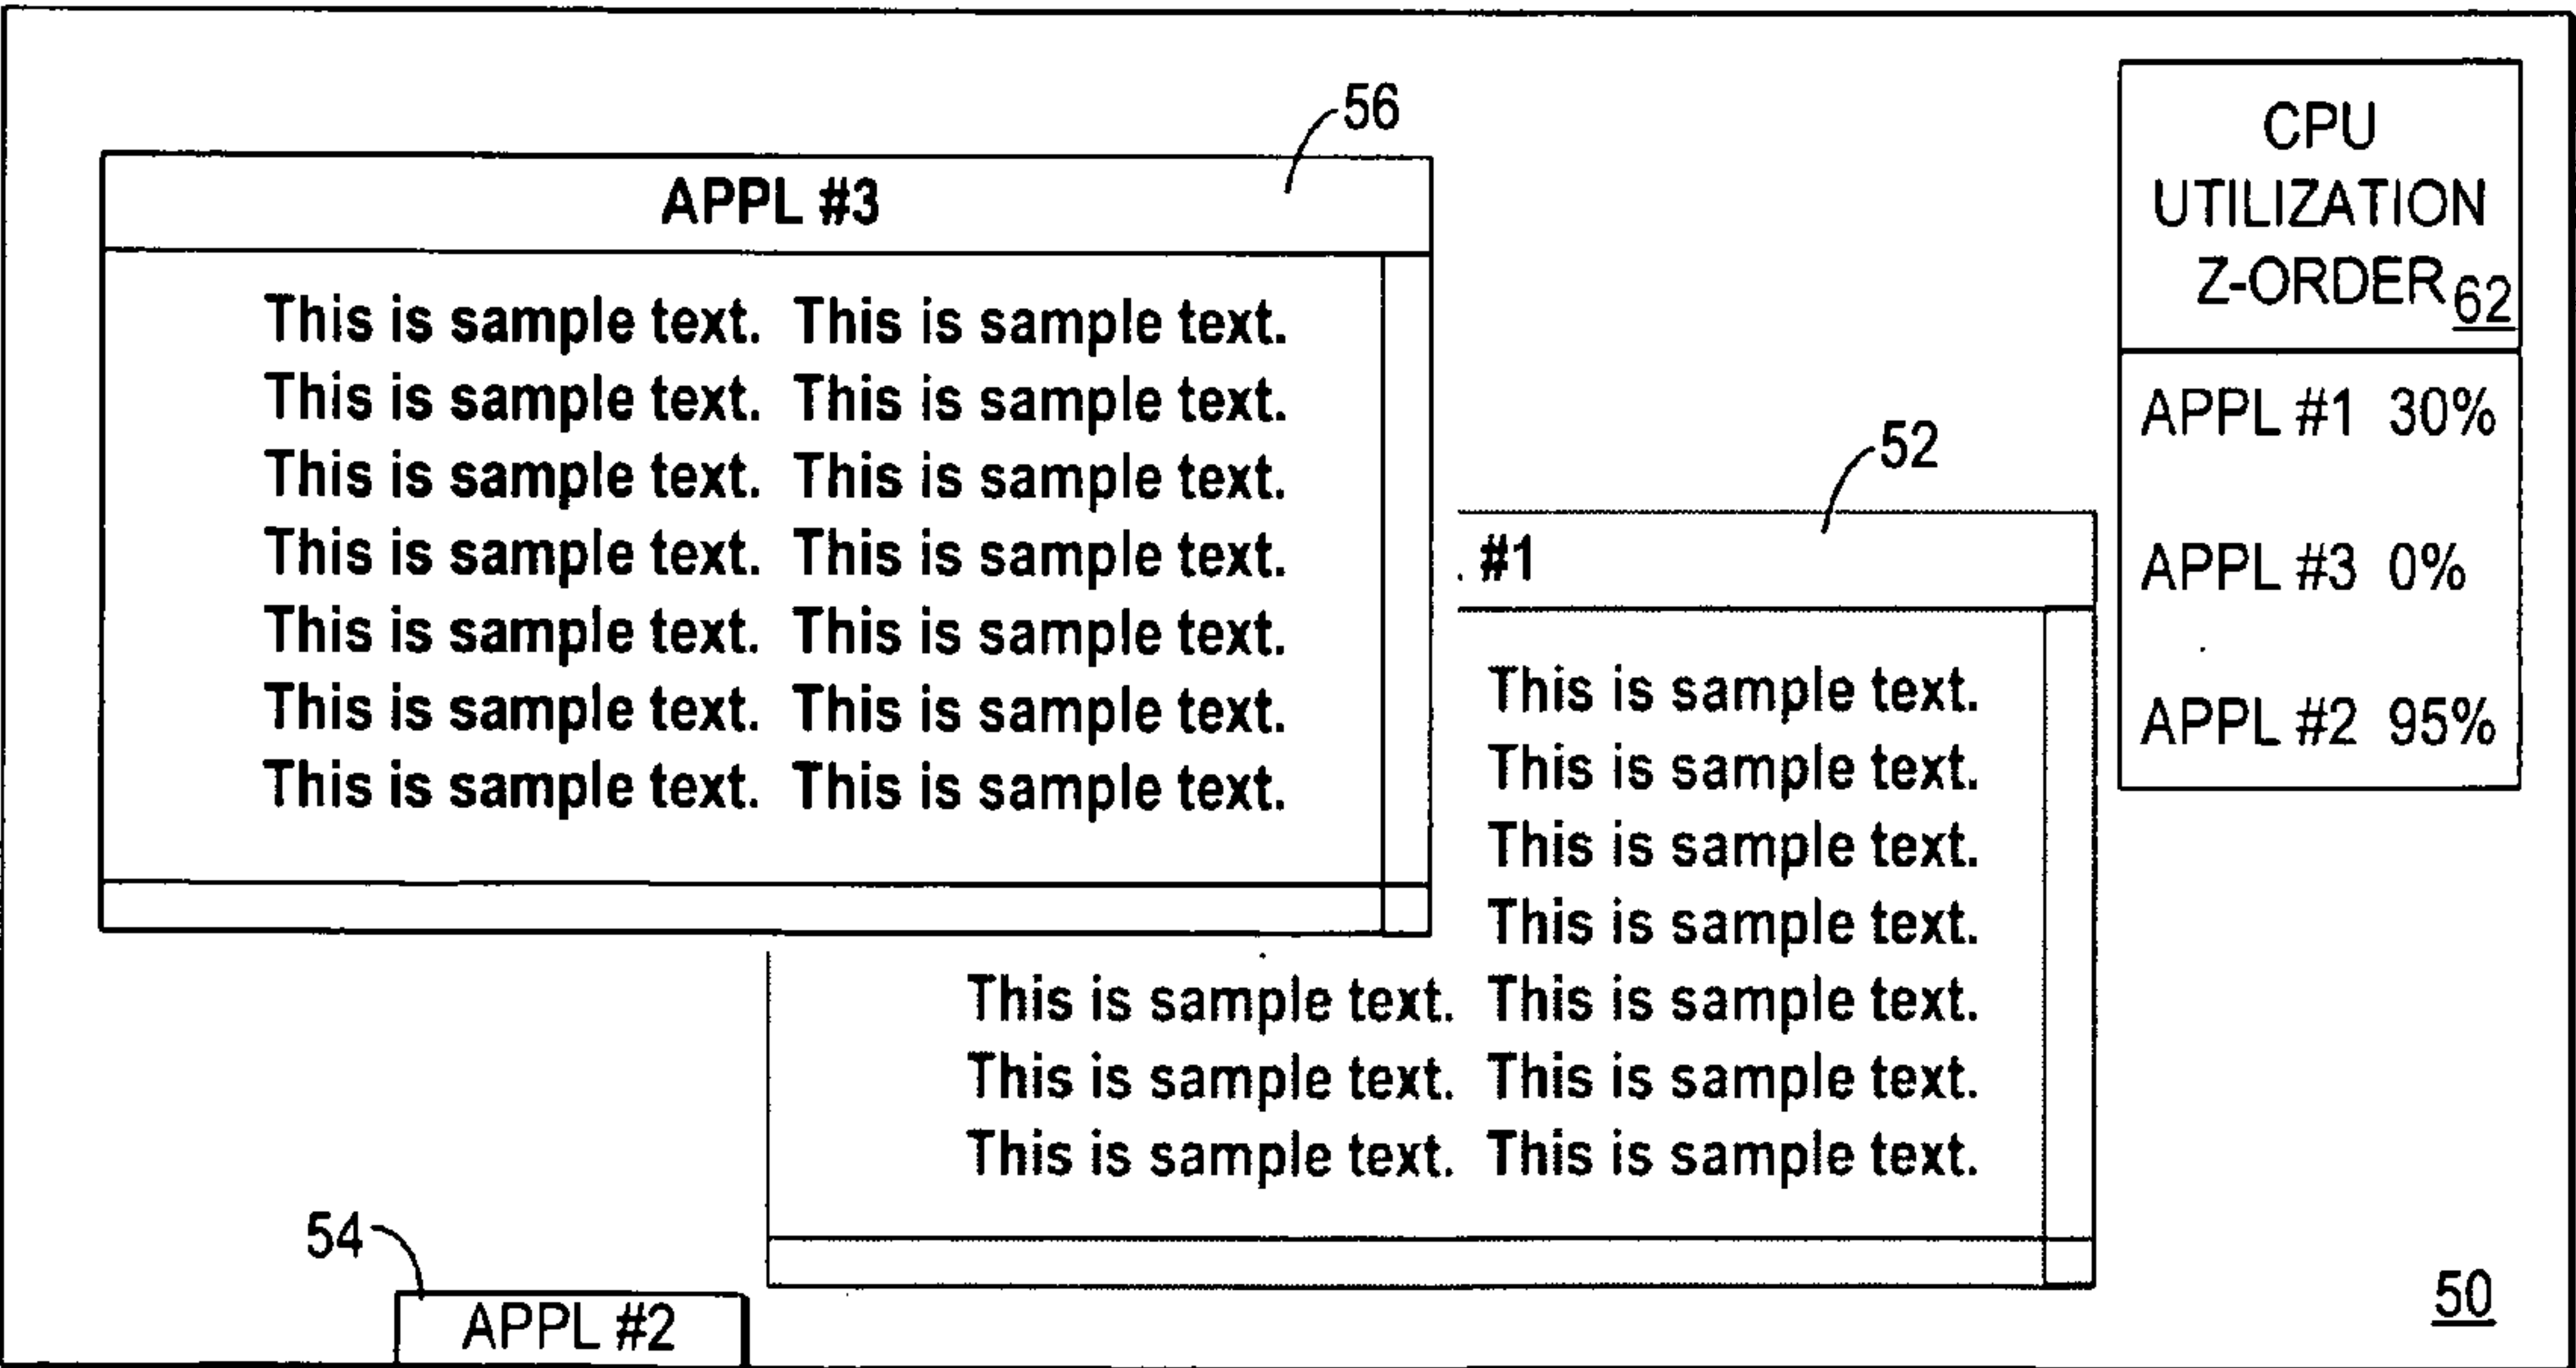 56
APPL #3
This is sample text. This is sample text.
This is sample text. This is sample text.
This is sample text. This is sample text.
This is sample text. This is sample text.
This is sample text. This is sample text.
This is sample text. This is sample text.
This is sample text. This is sample text.
CPU
UTILIZATION
Z-ORDER 62
APPL #1 30%
APPL #3 0%
APPL #2 95%
52
. #1
This is sample text.
This is sample text.
This is sample text.
This is sample text.
This is sample text. This is sample text.
This is sample text. This is sample text.
This is sample text. This is sample text.
54
APPL #2
50